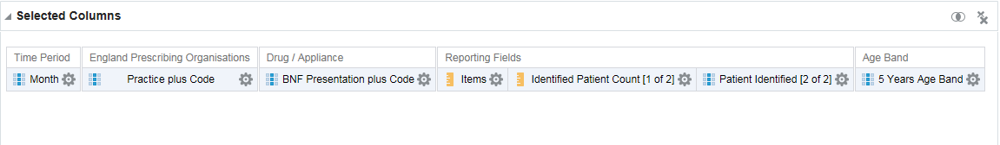 Selected Columns
Time Period England Prescribing Organisations Drug / Appliance Reporting Fields Age Band
Month Practice plus Code BNF Presentation plus Code Items Identified Patient Count [1 of 2] Patient Identified [2 of 2] 5 Years Age Band